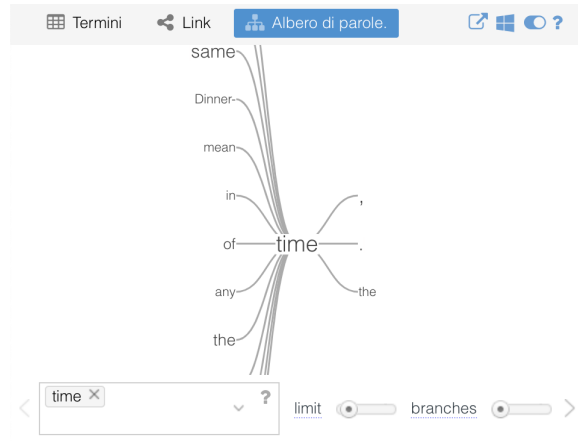 Termini Link Albero di parole. ?
same
Dinner-
mean
in ,
of time .
any the
the
time ?
limit branches